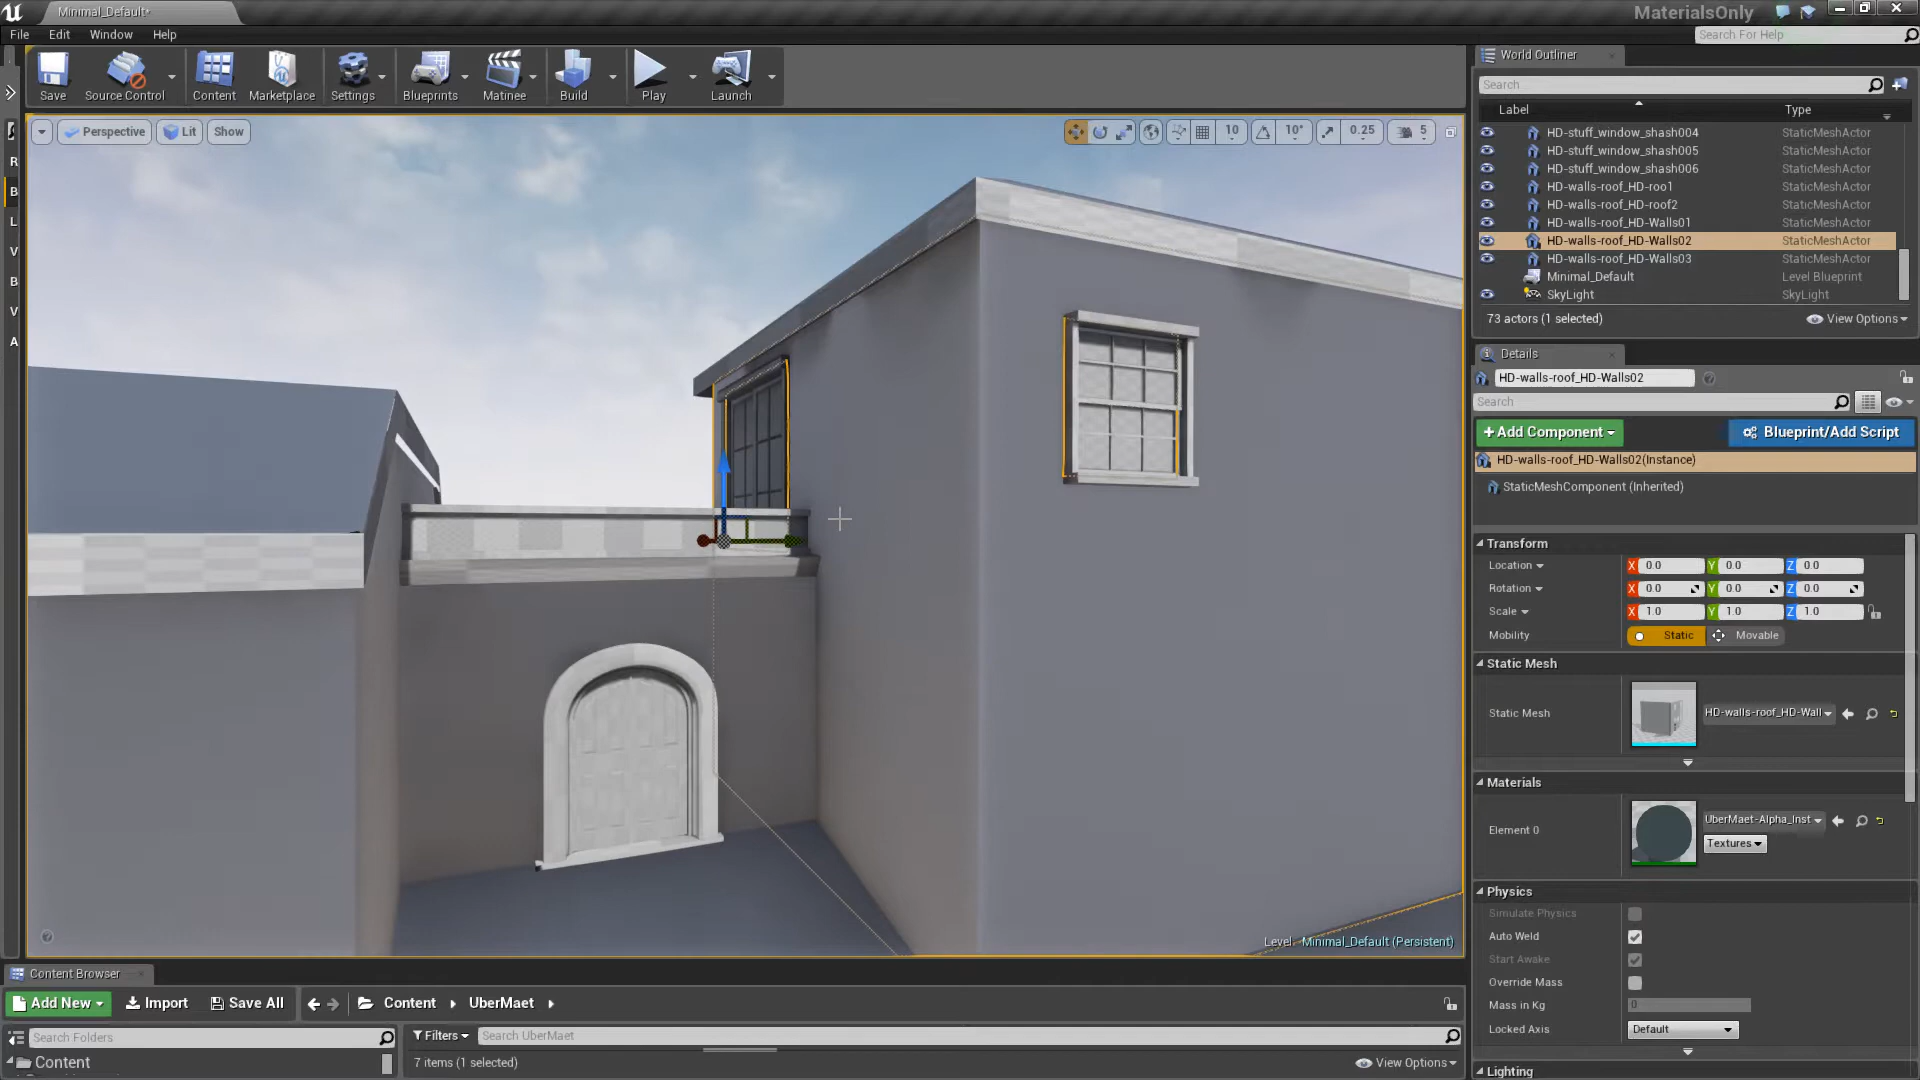 Minimal_Default*
MaterialsOnly
File Edit Window Help
Search For Help
Save Source Control Content Marketplace Settings Blueprints Matinee Build Play Launch
World Outliner
Search
Label Type
HD-stuff_window_shash004 StaticMeshActor
HD-stuff_window_shash005 StaticMeshActor
HD-stuff_window_shash006 StaticMeshActor
HD-walls-roof_HD-roo1 StaticMeshActor
HD-walls-roof_HD-roof2 StaticMeshActor
HD-walls-roof_HD-Walls01 StaticMeshActor
HD-walls-roof_HD-Walls02 StaticMeshActor
HD-walls-roof_HD-Walls03 StaticMeshActor
Minimal_Default Level Blueprint
SkyLight SkyLight
73 actors (1 selected) View Options
R
B
L
V
B
V
A
Perspective Lit Show
10 10° 0.25 5
Level: Minimal_Default (Persistent)
Details
HD-walls-roof_HD-Walls02
Search
+Add Component Blueprint/Add Script
HD-walls-roof_HD-Walls02(Instance)
StaticMeshComponent (Inherited)
Transform
Location X 0.0 Y 0.0 Z 0.0
Rotation X 0.0 Y 0.0 Z 0.0
Scale X 1.0 Y 1.0 Z 1.0
Mobility Static Movable
Static Mesh
Static Mesh HD-walls-roof_HD-Wall
Materials
Element 0 UberMaet-Alpha_Inst
Textures
Physics
Simulate Physics
Auto Weld
Start Awake
Override Mass
Mass in Kg 0
Locked Axis Default
Lighting
Content Browser
Add New Import Save All Content UberMaet
Search Folders
Content
Filters Search UberMaet
7 items (1 selected) View Options